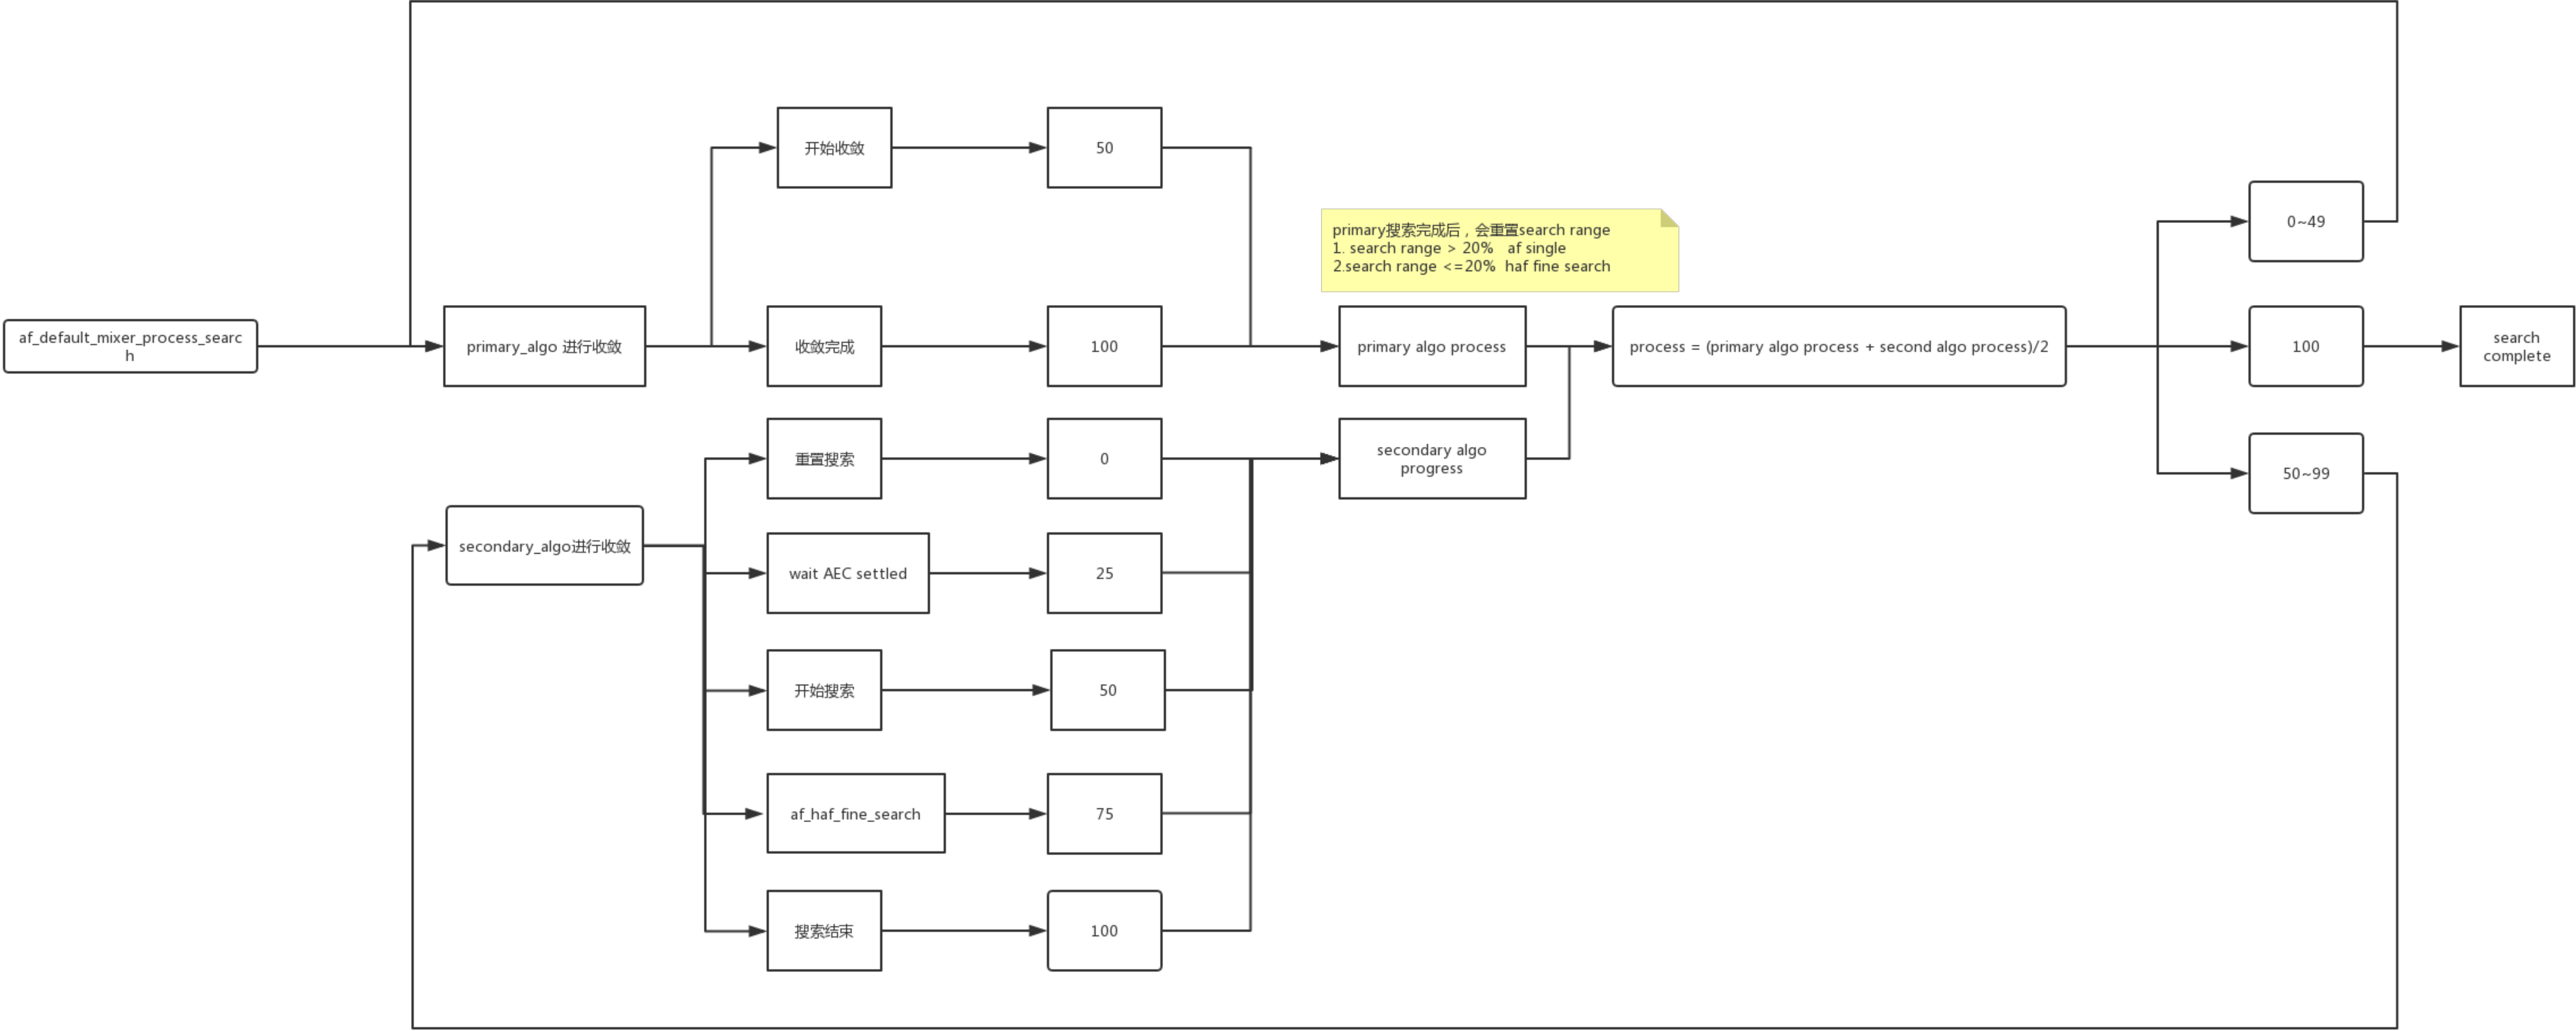 开始收敛
50
primary搜索完成后，会重置search range
1. search range > 20%   af single
2.search range <=20%  haf fine search
0~49
af_default_mixer_process_searc
h
primary_algo 进行收敛
收敛完成
100
primary algo process
process = (primary algo process + second algo process)/2
100
search
complete
重置搜索
0
secondary algo
progress
50~99
secondary_algo进行收敛
wait AEC settled
25
开始搜索
50
af_haf_fine_search
75
搜索结束
100